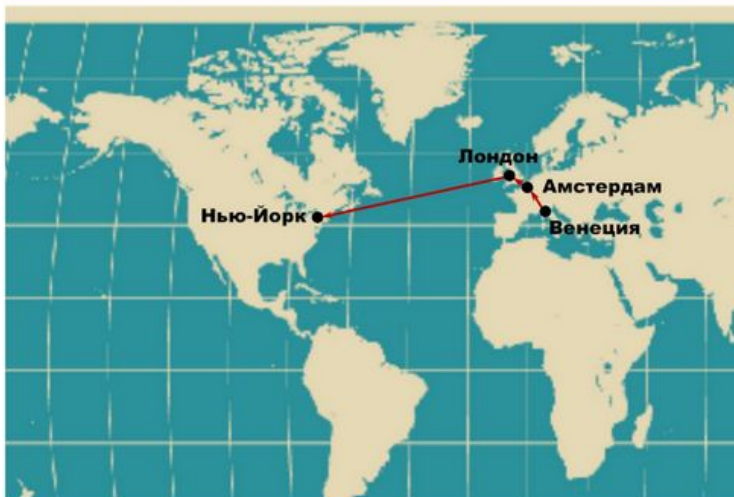 Лондон
Амстердам
Нью-Йорк
Венеция